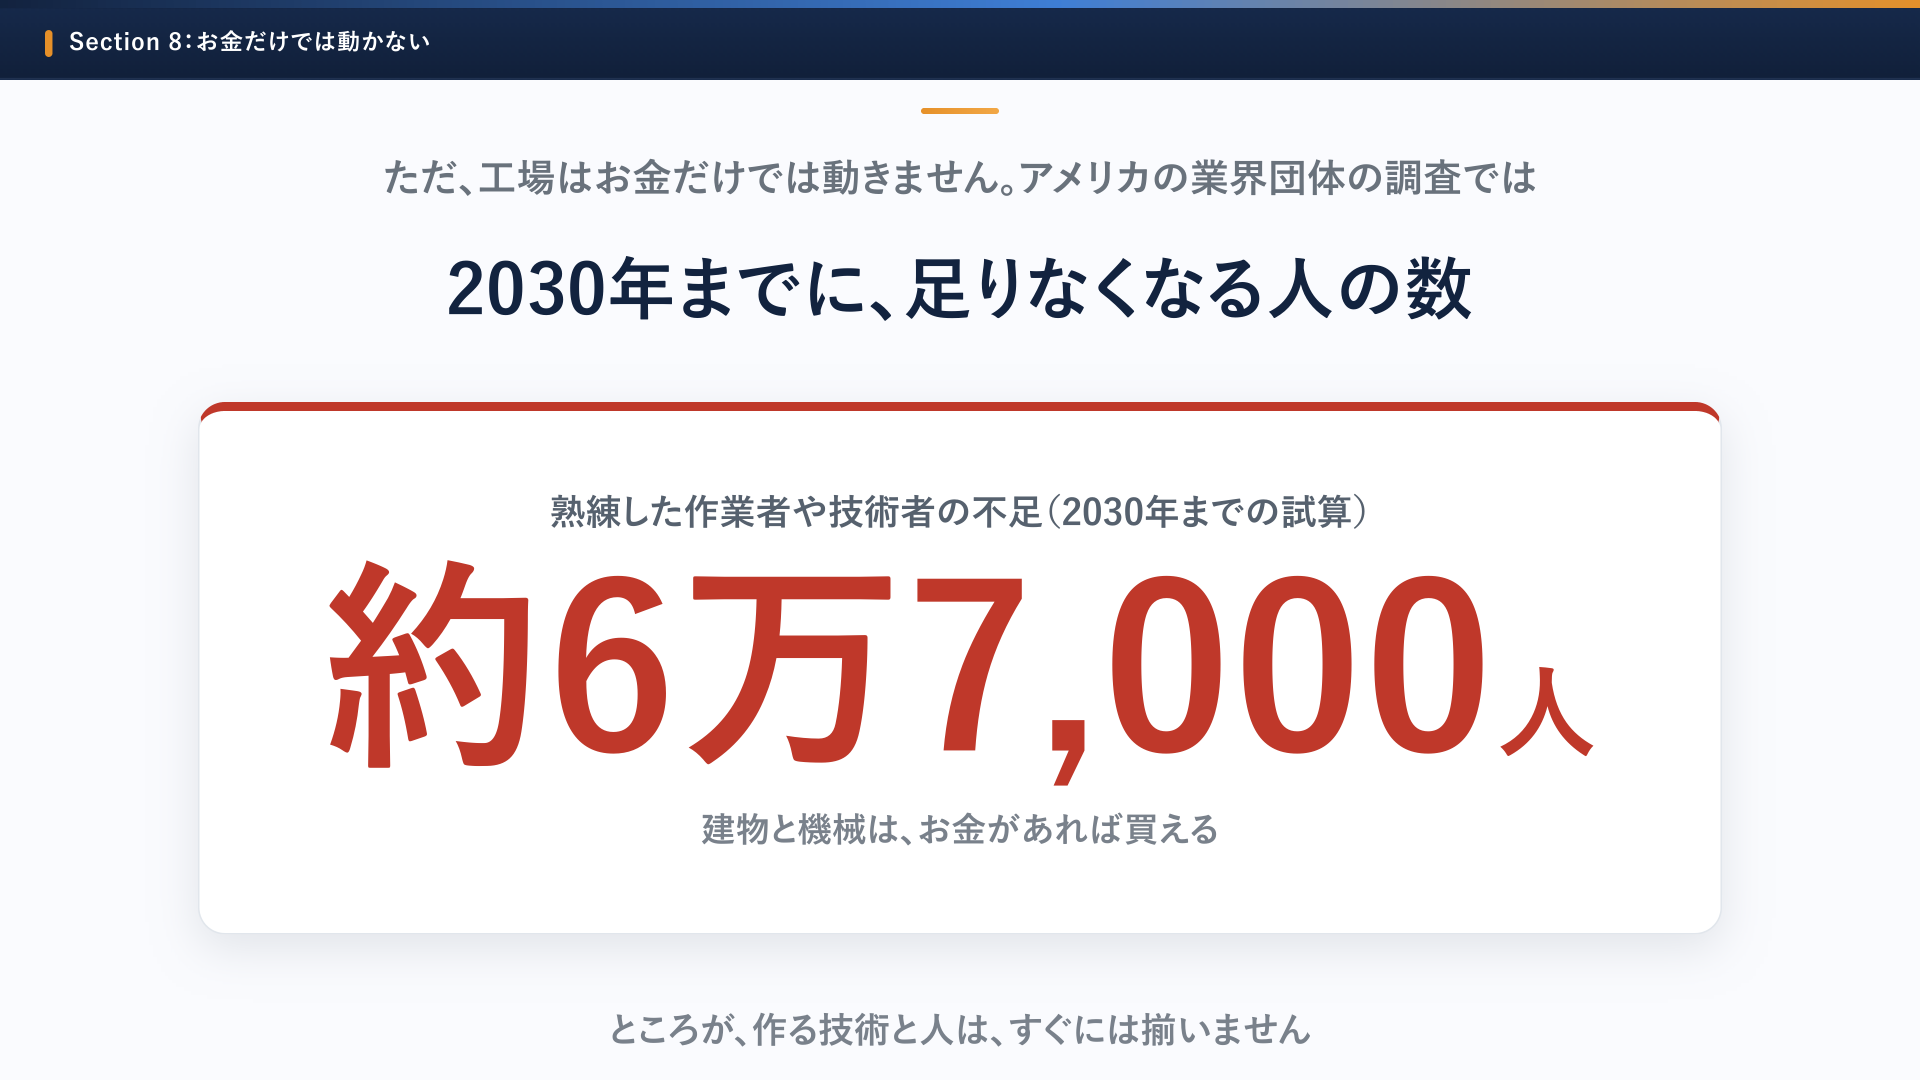 Section 8：お金だけでは動かない
ただ、工場はお金だけでは動きません。アメリカの業界団体の調査では
2030年までに、足りなくなる人の数
熟練した作業者や技術者の不足（2030年までの試算）
約6万7,000人
建物と機械は、お金があれば買える
ところが、作る技術と人は、すぐには揃いません